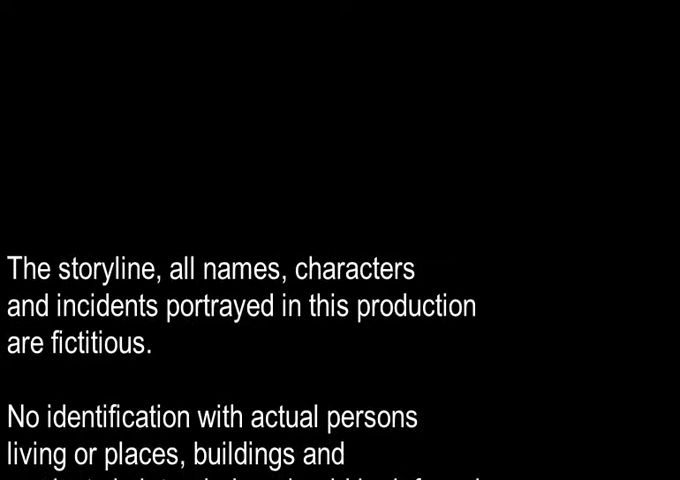 The storyline, all names, characters
and incidents portrayed in this production
are fictitious.
No identification with actual persons
living or places, buildings and